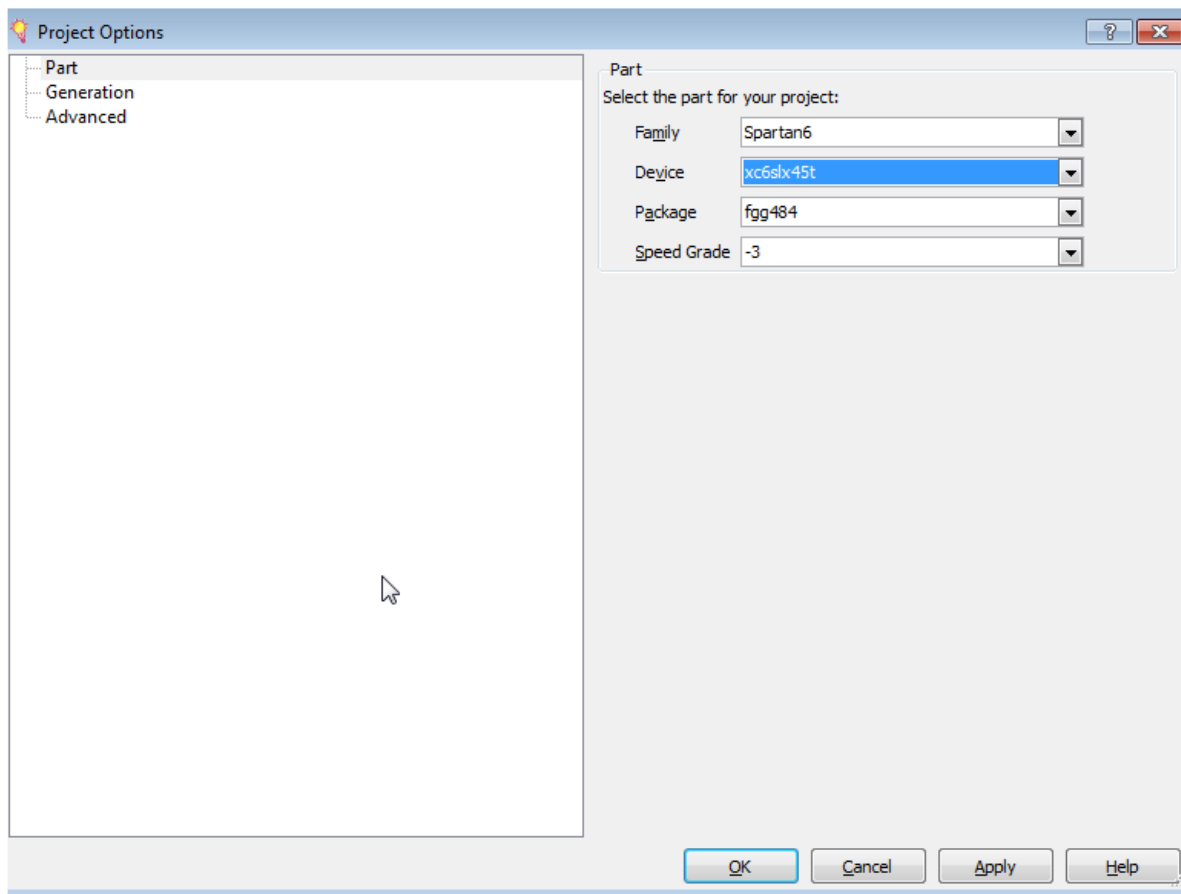 Project Options
Part
Generation
Advanced
Part
Select the part for your project:
Family Spartan6
Device xc6slx45t
Package fgg484
Speed Grade -3
OK Cancel Apply Help